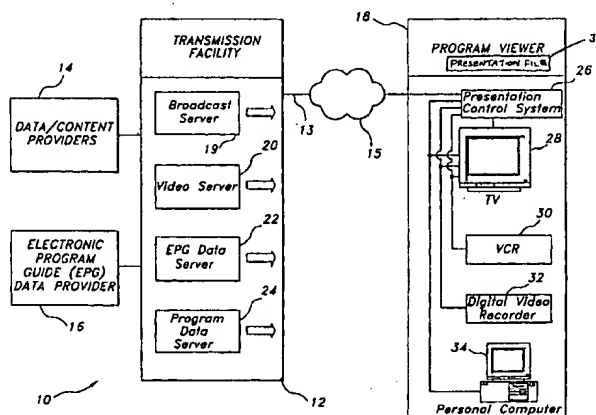 14
DATA/CONTENT
PROVIDERS
ELECTRONIC
PROGRAM
GUIDE (EPG)
DATA PROVIDER
16
10
TRANSMISSION
FACILITY
Broadcast
Server
19
20
Video Server
22
EPG Data
Server
24
Program
Data
Server
12
13
15
18
PROGRAM VIEWER
PRESENTATION FILE
3
26
Presentation
Control System
28
TV
30
VCR
32
Digital Video
Recorder
34
Personal Computer